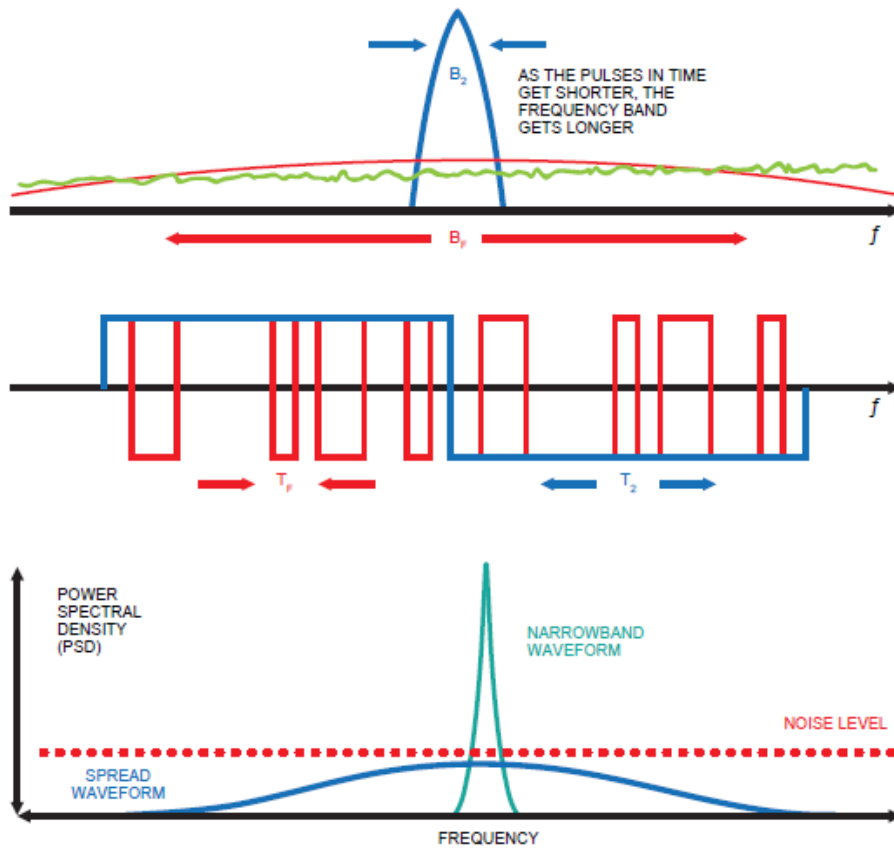 B2
AS THE PULSES IN TIME
GET SHORTER, THE
FREQUENCY BAND
GETS LONGER
f
BF
f
TF
T2
POWER
SPECTRAL
DENSITY
(PSD)
NARROWBAND
WAVEFORM
NOISE LEVEL
SPREAD
WAVEFORM
FREQUENCY